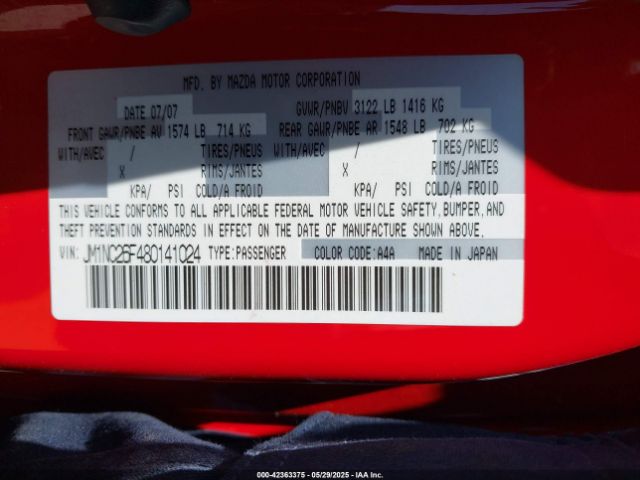 MFD. BY MAZDA MOTOR CORPORATION
DATE 07/07 GVWR/PNBV 3122 LB 1416 KG
FRONT GAWR/PNBE AV 1574 LB 714 KG REAR GAWR/PNBE AR 1548 LB 702 KG
WITH/AVEC / TIRES/PNEUS WITH/AVEC / TIRES/PNEUS
X RIMS/JANTES X RIMS/JANTES
KPA/ PSI COLD/A FROID KPA/ PSI COLD/A FROID
THIS VEHICLE CONFORMS TO ALL APPLICABLE FEDERAL MOTOR VEHICLE SAFETY, BUMPER, AND
THEFT PREVENTION STANDARDS IN EFFECT ON THE DATE OF MANUFACTURE SHOWN ABOVE.
VIN: JM1NC25F480141024 TYPE:PASSENGER COLOR CODE:A4A MADE IN JAPAN
000-42363375 - 05/29/2025 - IAA Inc.